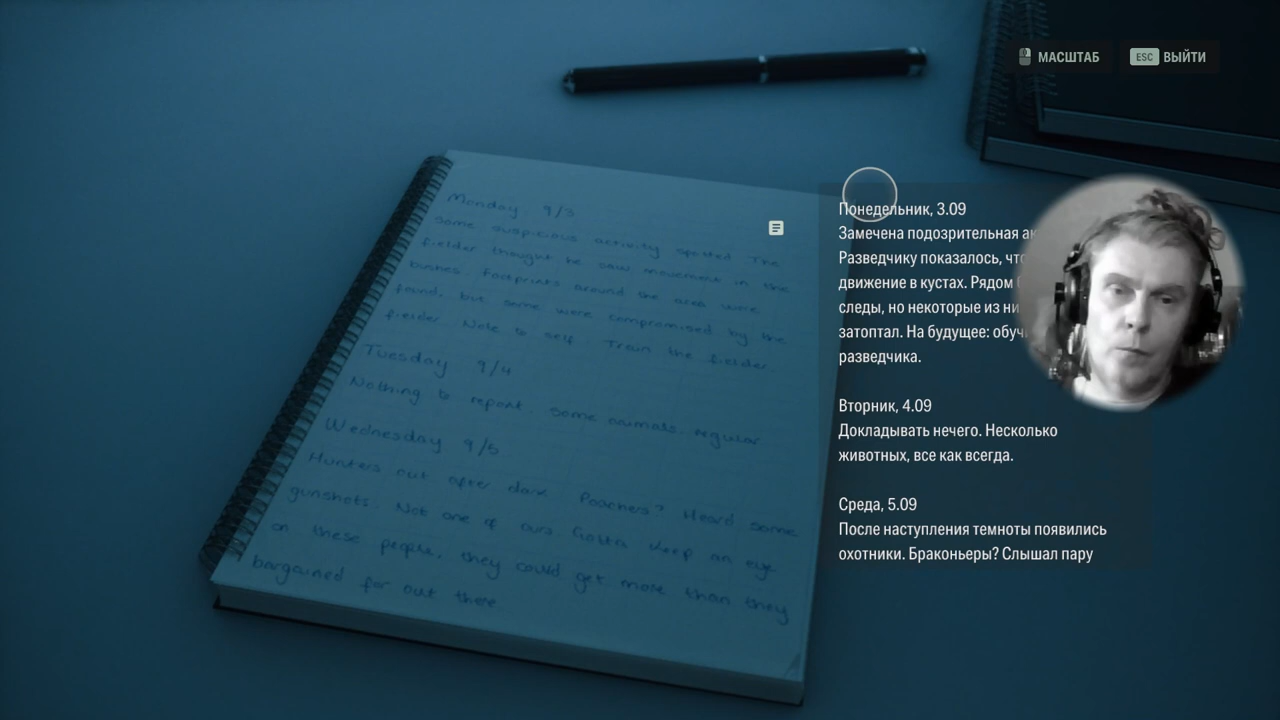 МАСШТАБ
ESC ВЫЙТИ
Monday 9/3
Some suspicious activity spotted. The
fielder thought he saw movement in the
bushes. Footprints around the area were
found, but some were compromised by the
fielder. Note to self: Train the fielder.
Tuesday 9/4
Nothing to report. Some animals, regular.
Wednesday 9/5
Hunters out after dark. Poachers? Heard some
gunshots. Not one of ours. Gotta keep an eye
on these people, they could get more than they
bargained for out there
Понедельник, 3.09
Замечена подозрительная
Разведчику показалось,
движение в кустах. Рядом
следы, но некоторые из
затоптал. На будущее:
разведчика.
Вторник, 4.09
Докладывать нечего. Несколько
животных, все как всегда.
Среда, 5.09
После наступления темноты появились
охотники. Браконьеры? Слышал пару